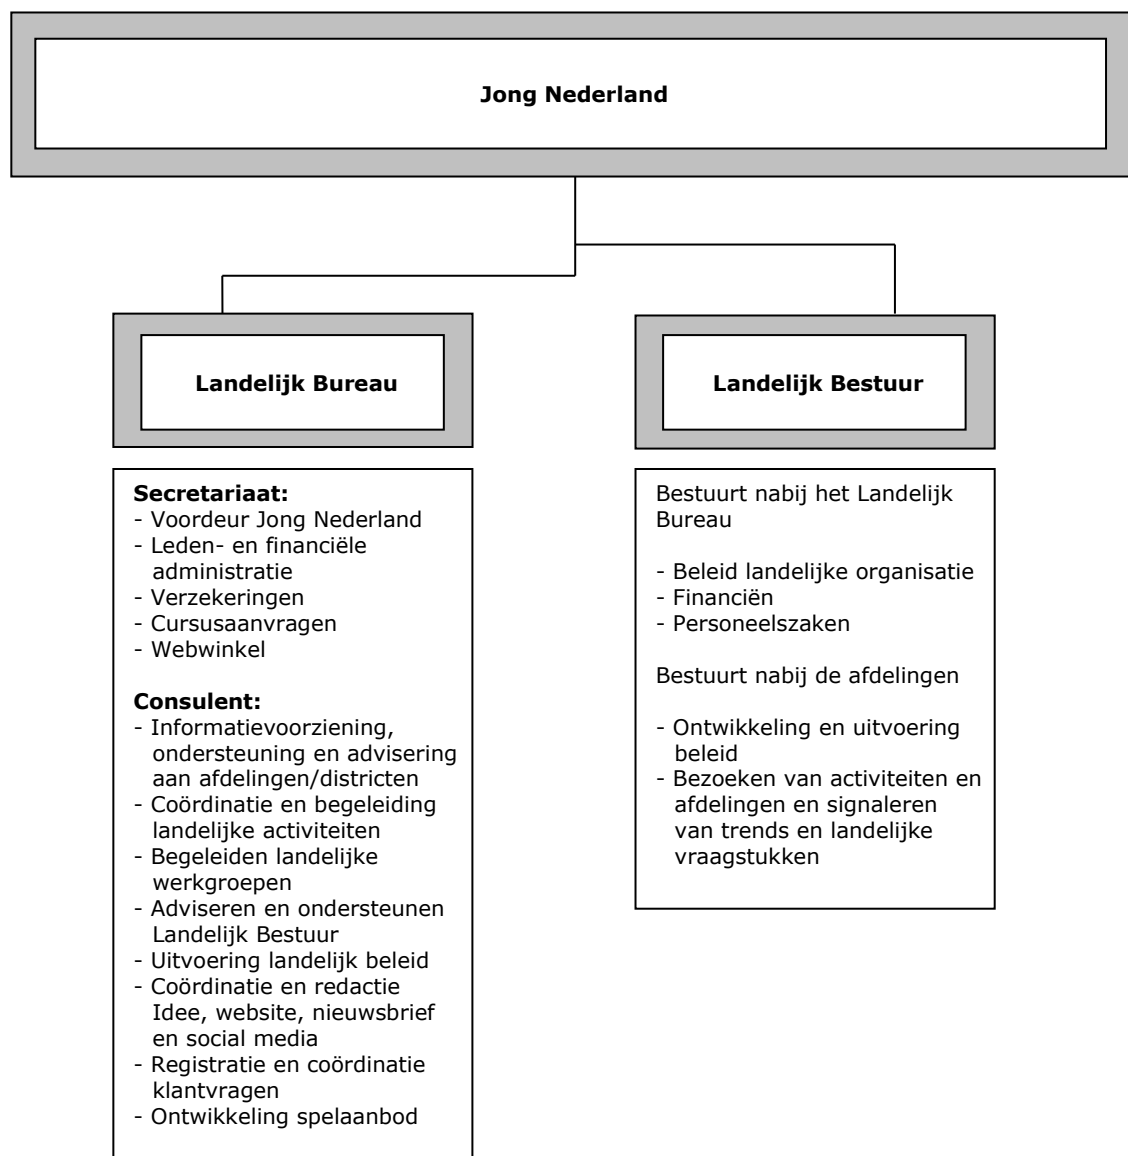 Jong Nederland
Landelijk Bureau
Secretariaat:
- Voordeur Jong Nederland
- Leden- en financiële
administratie
- Verzekeringen
- Cursusaanvragen
- Webwinkel
Consulent:
- Informatievoorziening,
ondersteuning en advisering
aan afdelingen/districten
- Coördinatie en begeleiding
landelijke activiteiten
- Begeleiden landelijke
werkgroepen
- Adviseren en ondersteunen
Landelijk Bestuur
- Uitvoering landelijk beleid
- Coördinatie en redactie
Idee, website, nieuwsbrief
en social media
- Registratie en coördinatie
klantvragen
- Ontwikkeling spelaanbod
Landelijk Bestuur
Bestuurt nabij het Landelijk
Bureau
- Beleid landelijke organisatie
- Financiën
- Personeelszaken
Bestuurt nabij de afdelingen
- Ontwikkeling en uitvoering
beleid
- Bezoeken van activiteiten en
afdelingen en signaleren
van trends en landelijke
vraagstukken